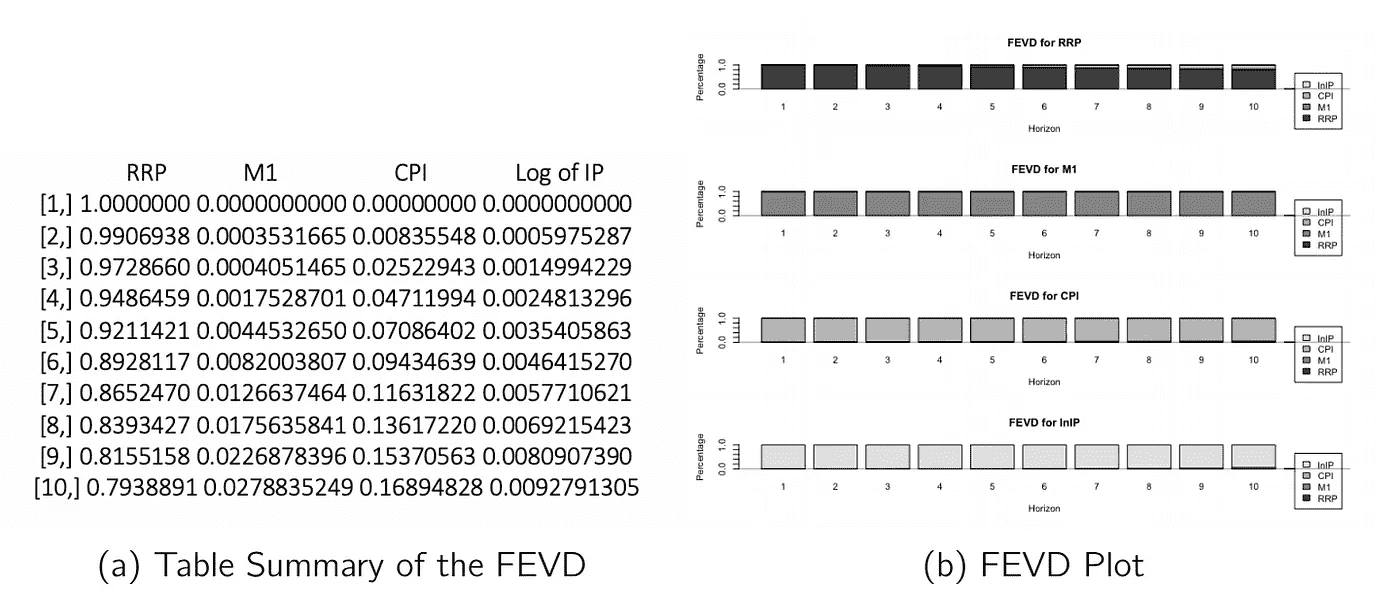 RRP M1 CPI Log of IP
[1,] 1.0000000 0.0000000000 0.00000000 0.0000000000
[2,] 0.9906938 0.0003531665 0.00835548 0.0005975287
[3,] 0.9728660 0.0004051465 0.02522943 0.0014994229
[4,] 0.9486459 0.0017528701 0.04711994 0.0024813296
[5,] 0.9211421 0.0044532650 0.07086402 0.0035405863
[6,] 0.8928117 0.0082003807 0.09434639 0.0046415270
[7,] 0.8652470 0.0126637464 0.11631822 0.0057710621
[8,] 0.8393427 0.0175635841 0.13617220 0.0069215423
[9,] 0.8155158 0.0226878396 0.15370563 0.0080907390
[10,] 0.7938891 0.0278835249 0.16894828 0.0092791305
(a) Table Summary of the FEVD
FEVD for RRP
Percentage
1.0
0.0
1 2 3 4 5 6 7 8 9 10
Horizon
lnIP
CPI
M1
RRP
FEVD for M1
Percentage
1.0
0.0
1 2 3 4 5 6 7 8 9 10
Horizon
lnIP
CPI
M1
RRP
FEVD for CPI
Percentage
1.0
0.0
1 2 3 4 5 6 7 8 9 10
Horizon
lnIP
CPI
M1
RRP
FEVD for lnIP
Percentage
1.0
0.0
1 2 3 4 5 6 7 8 9 10
Horizon
lnIP
CPI
M1
RRP
(b) FEVD Plot